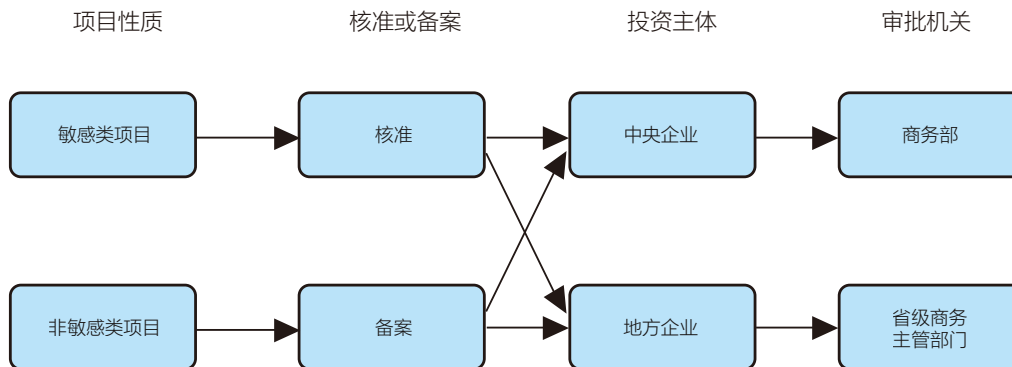 项目性质
核准或备案
投资主体
审批机关
敏感类项目
核准
中央企业
商务部
非敏感类项目
备案
地方企业
省级商务
主管部门